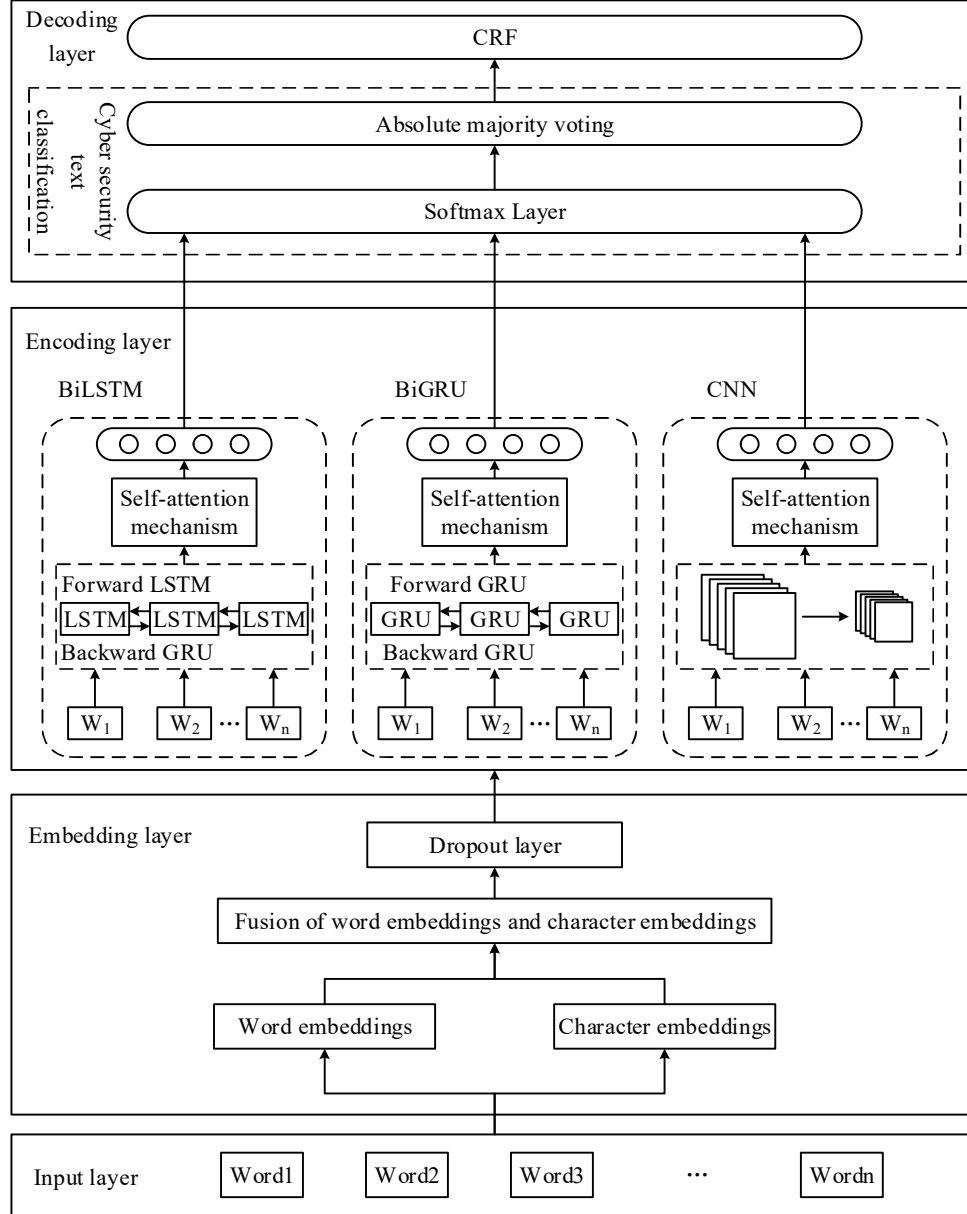 Decoding
layer
CRF
Cyber security
text
classification
Absolute majority voting
Softmax Layer
Encoding layer
BiLSTM
BiGRU
CNN
Self-attention
mechanism
Self-attention
mechanism
Self-attention
mechanism
Forward LSTM
LSTM LSTM LSTM
Backward GRU
Forward GRU
GRU GRU GRU
Backward GRU
W1 W2 ... Wn
W1 W2 ... Wn
W1 W2 ... Wn
Embedding layer
Dropout layer
Fusion of word embeddings and character embeddings
Word embeddings
Character embeddings
Input layer
Word1 Word2 Word3 ... Wordn